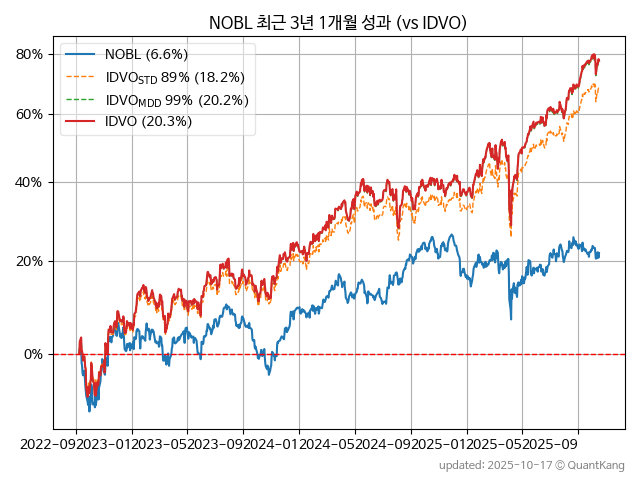 NOBL 최근 3년 1개월 성과 (vs IDVO)
NOBL (6.6%)
IDVO_STD 89% (18.2%)
IDVO_MDD 99% (20.2%)
IDVO (20.3%)
80%
60%
40%
20%
0%
2022-09 2023-01 2023-05 2023-09 2024-01 2024-05 2024-09 2025-01 2025-05 2025-09
updated: 2025-10-17 © QuantKang